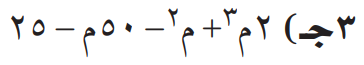 ٣جـ) ٢م٣ + م٢ − ٥٠م − ٢٥